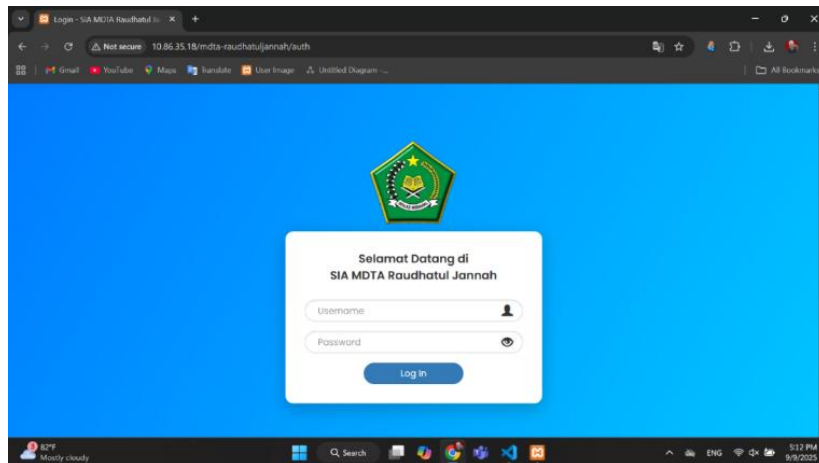 Login - SIA MDTA Raudhatul Ja
Not secure 10.86.35.18/mdta-raudhatuljannah/auth
Gmail YouTube Maps Translate User Image Untitled Diagram -... All Bookmarks
Selamat Datang di
SIA MDTA Raudhatul Jannah
Username
Password
Log In
82°F
Mostly cloudy
Search
ENG
5:12 PM
9/9/2025